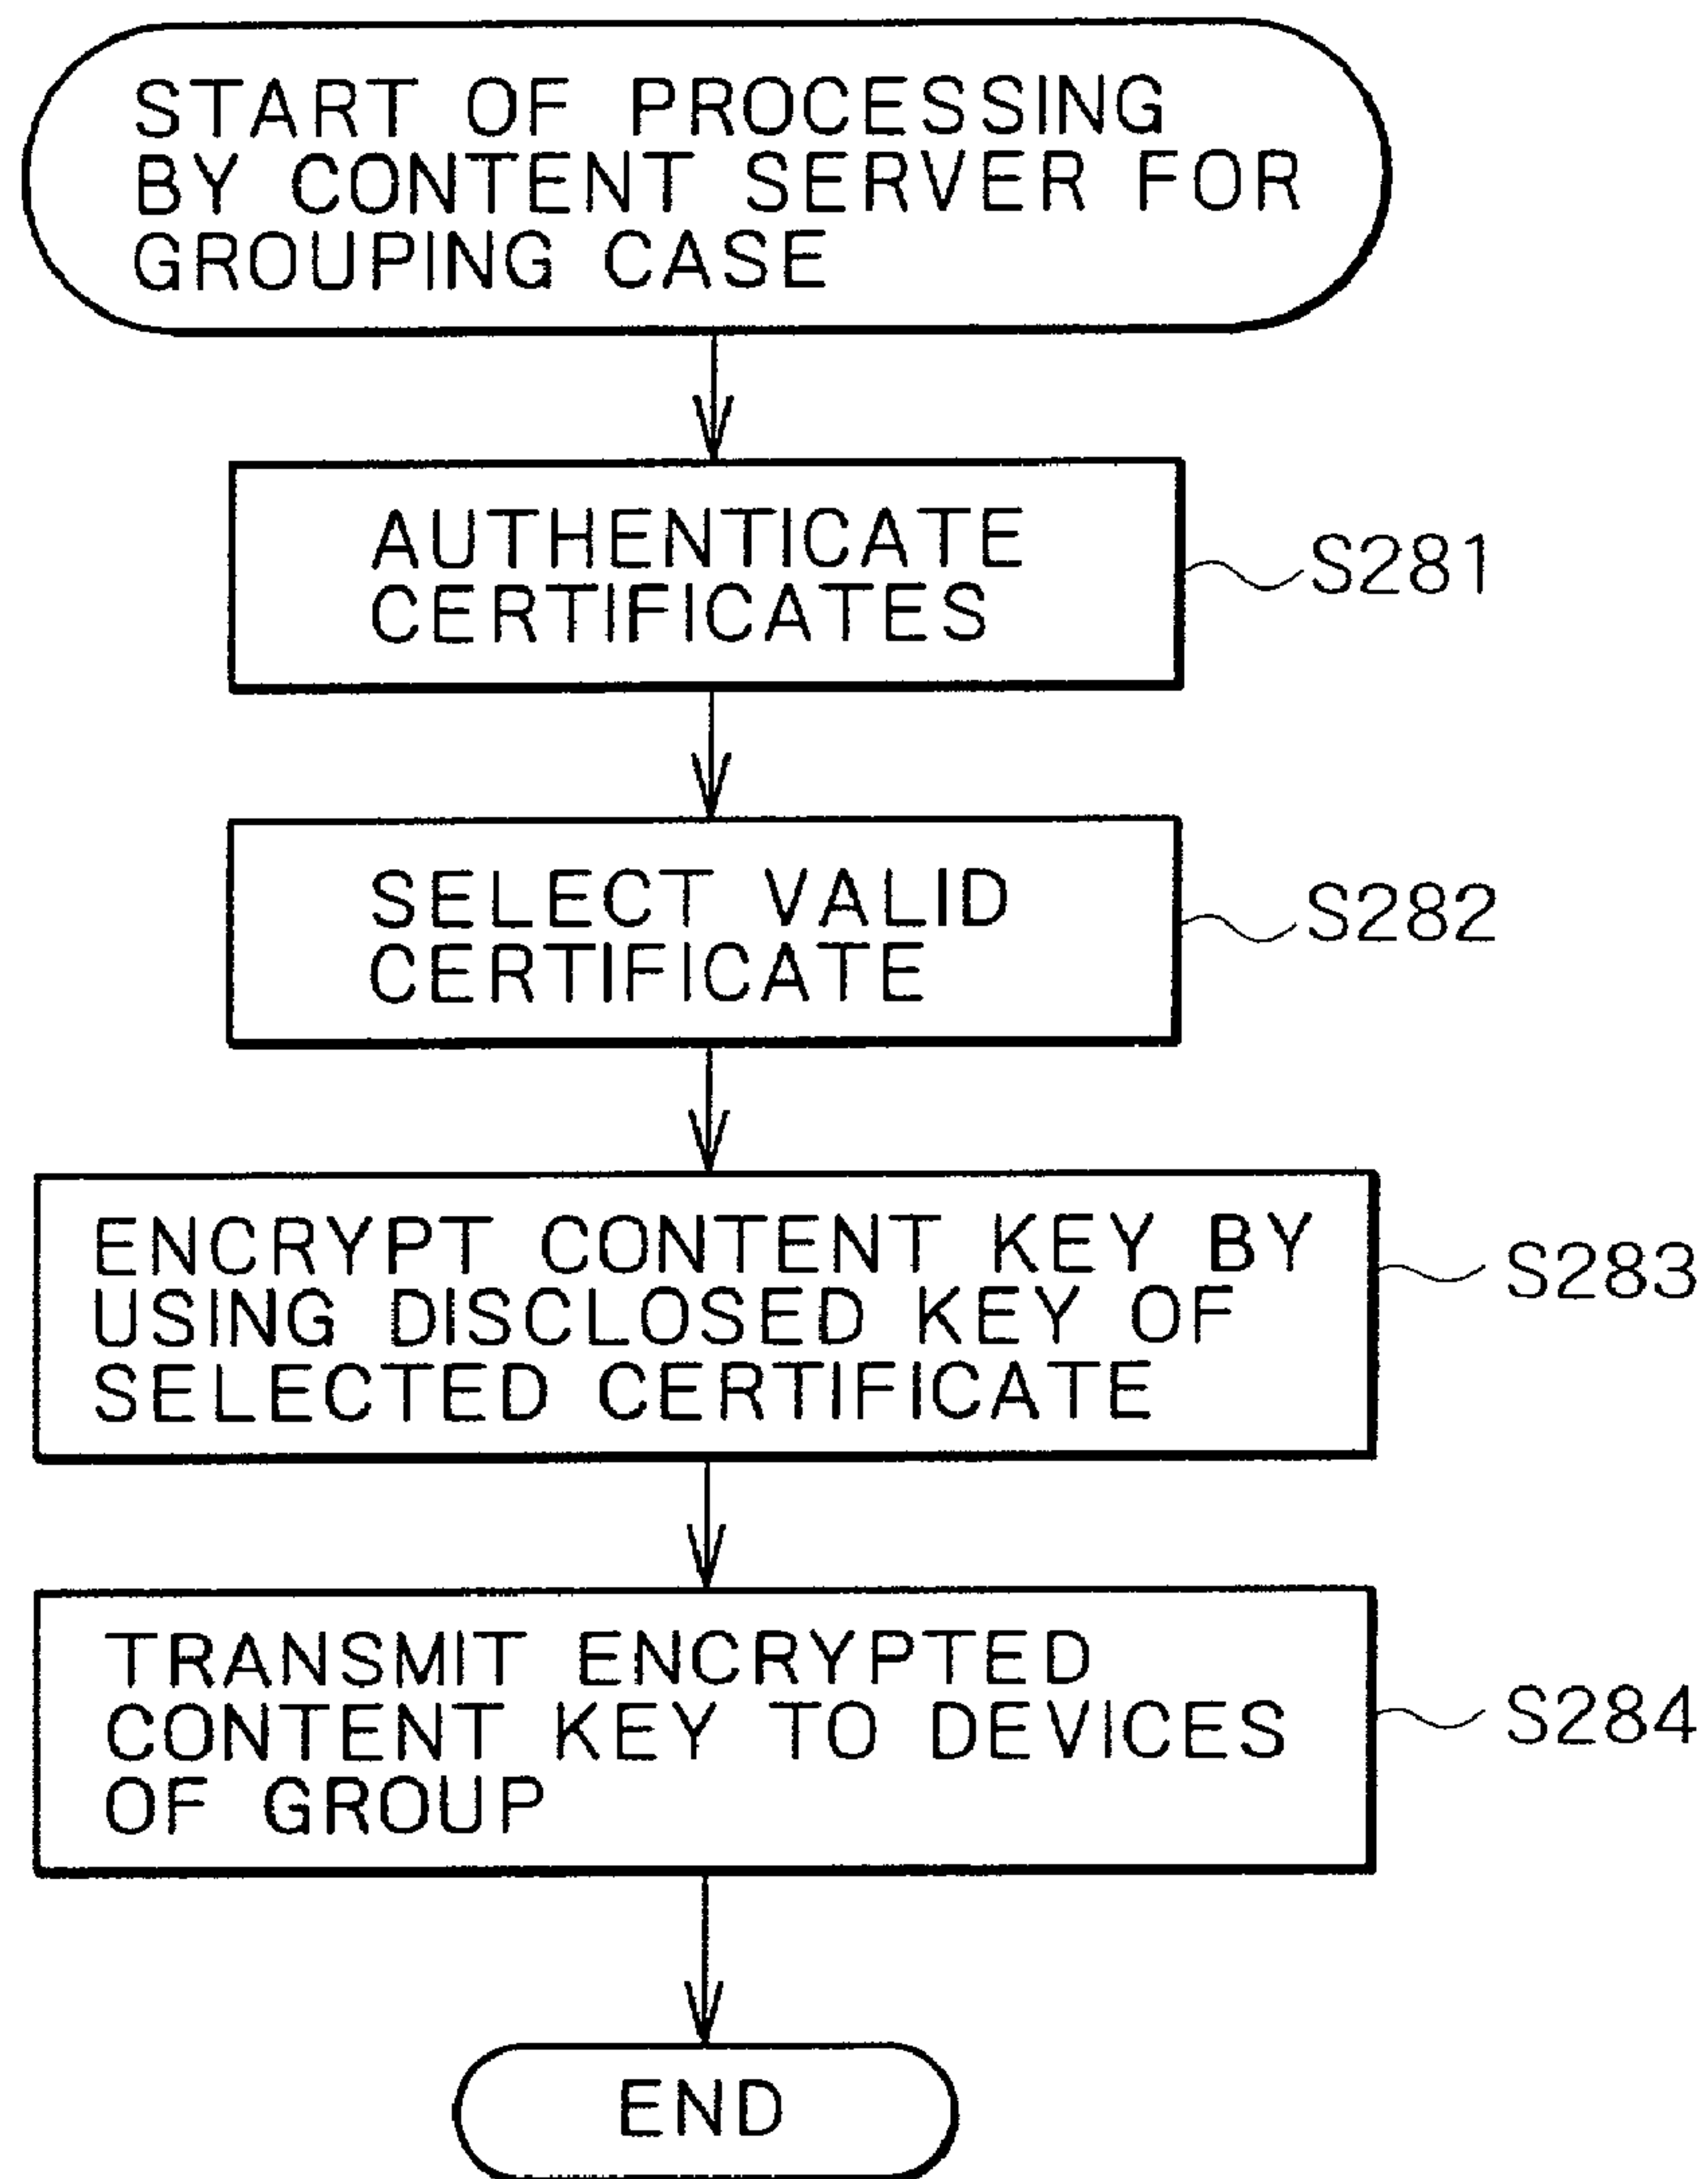 START OF PROCESSING
BY CONTENT SERVER FOR
GROUPING CASE
AUTHENTICATE
CERTIFICATES
S281
SELECT VALID
CERTIFICATE
S282
ENCRYPT CONTENT KEY BY
USING DISCLOSED KEY OF
SELECTED CERTIFICATE
S283
TRANSMIT ENCRYPTED
CONTENT KEY TO DEVICES
OF GROUP
S284
END